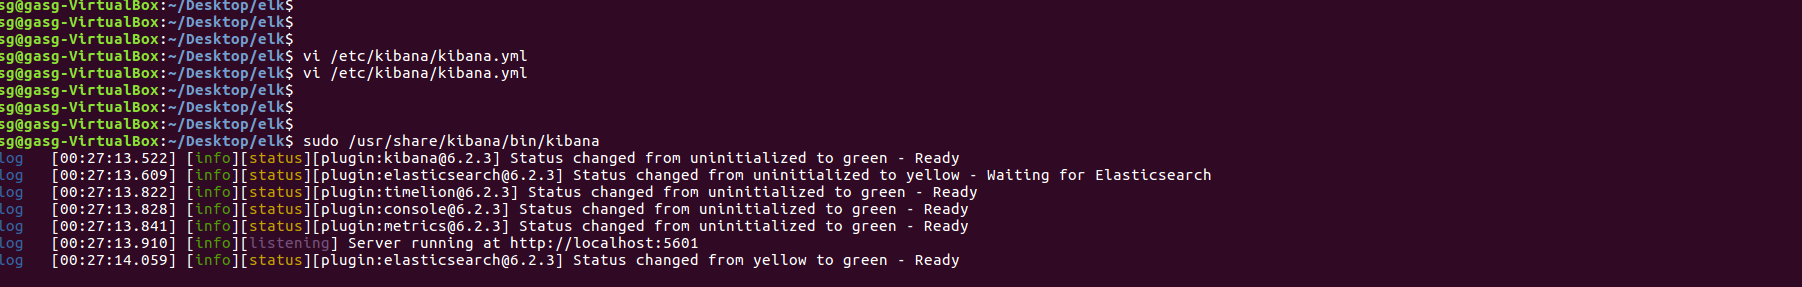 sg@gasg-VirtualBox:~/Desktop/elk$
sg@gasg-VirtualBox:~/Desktop/elk$
sg@gasg-VirtualBox:~/Desktop/elk$
sg@gasg-VirtualBox:~/Desktop/elk$ vi /etc/kibana/kibana.yml
sg@gasg-VirtualBox:~/Desktop/elk$ vi /etc/kibana/kibana.yml
sg@gasg-VirtualBox:~/Desktop/elk$
sg@gasg-VirtualBox:~/Desktop/elk$
sg@gasg-VirtualBox:~/Desktop/elk$
sg@gasg-VirtualBox:~/Desktop/elk$ sudo /usr/share/kibana/bin/kibana
log   [00:27:13.522] [info][status][plugin:kibana@6.2.3] Status changed from uninitialized to green - Ready
log   [00:27:13.609] [info][status][plugin:elasticsearch@6.2.3] Status changed from uninitialized to yellow - Waiting for Elasticsearch
log   [00:27:13.822] [info][status][plugin:timelion@6.2.3] Status changed from uninitialized to green - Ready
log   [00:27:13.828] [info][status][plugin:console@6.2.3] Status changed from uninitialized to green - Ready
log   [00:27:13.841] [info][status][plugin:metrics@6.2.3] Status changed from uninitialized to green - Ready
log   [00:27:13.910] [info][listening] Server running at http://localhost:5601
log   [00:27:14.059] [info][status][plugin:elasticsearch@6.2.3] Status changed from yellow to green - Ready